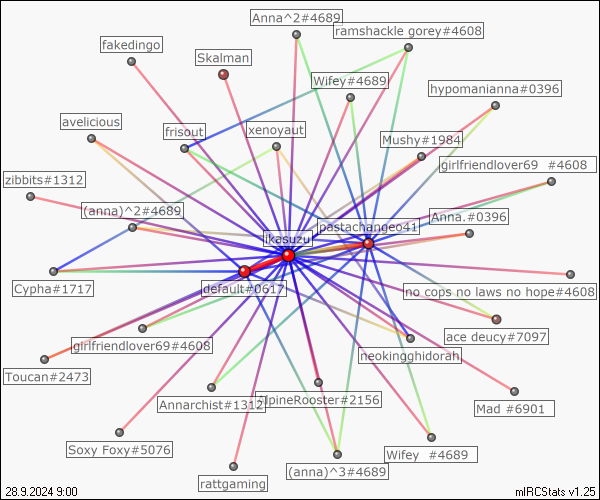 Anna^2#4689
ramshackle gorey#4608
fakedingo
Skalman
Wifey#4689
hypomanianna#0396
avelicious
frisout
xenoyaut
Mushy#1984
girlfriendlover69 #4608
zibbits#1312
(anna)^2#4689
Anna.#0396
pastachangeo41
ikasuzu
Cypha#1717
default#0617
no cops no laws no hope#4608
ace deucy#7097
girlfriendlover69#4608
neokingghidorah
Toucan#2473
Annarchist#1312
AlpineRooster#2156
Mad #6901
Soxy Foxy#5076
Wifey #4689
(anna)^3#4689
rattgaming
28.9.2024 9:00
mIRCStats v1.25